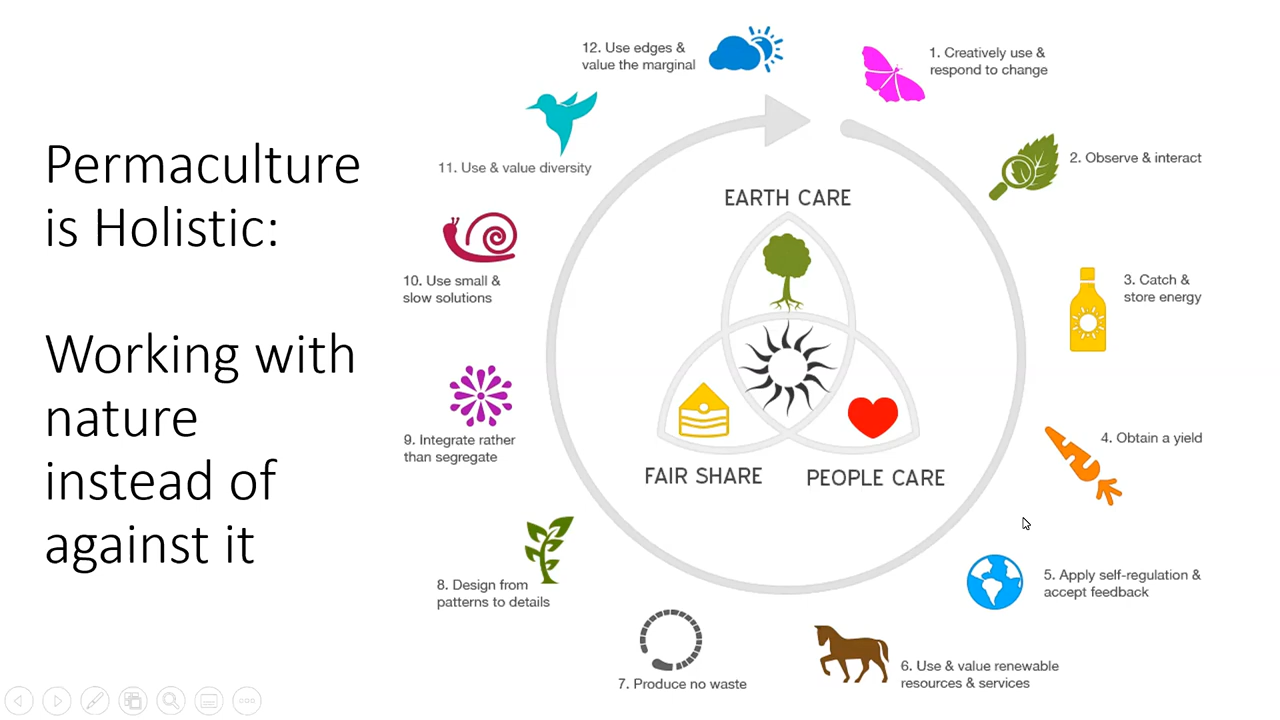 Permaculture
is Holistic:
Working with
nature
instead of
against it
12. Use edges &
value the marginal
1. Creatively use &
respond to change
11. Use & value diversity
2. Observe & interact
EARTH CARE
10. Use small &
slow solutions
3. Catch &
store energy
9. Integrate rather
than segregate
4. Obtain a yield
FAIR SHARE
PEOPLE CARE
8. Design from
patterns to details
5. Apply self-regulation &
accept feedback
7. Produce no waste
6. Use & value renewable
resources & services